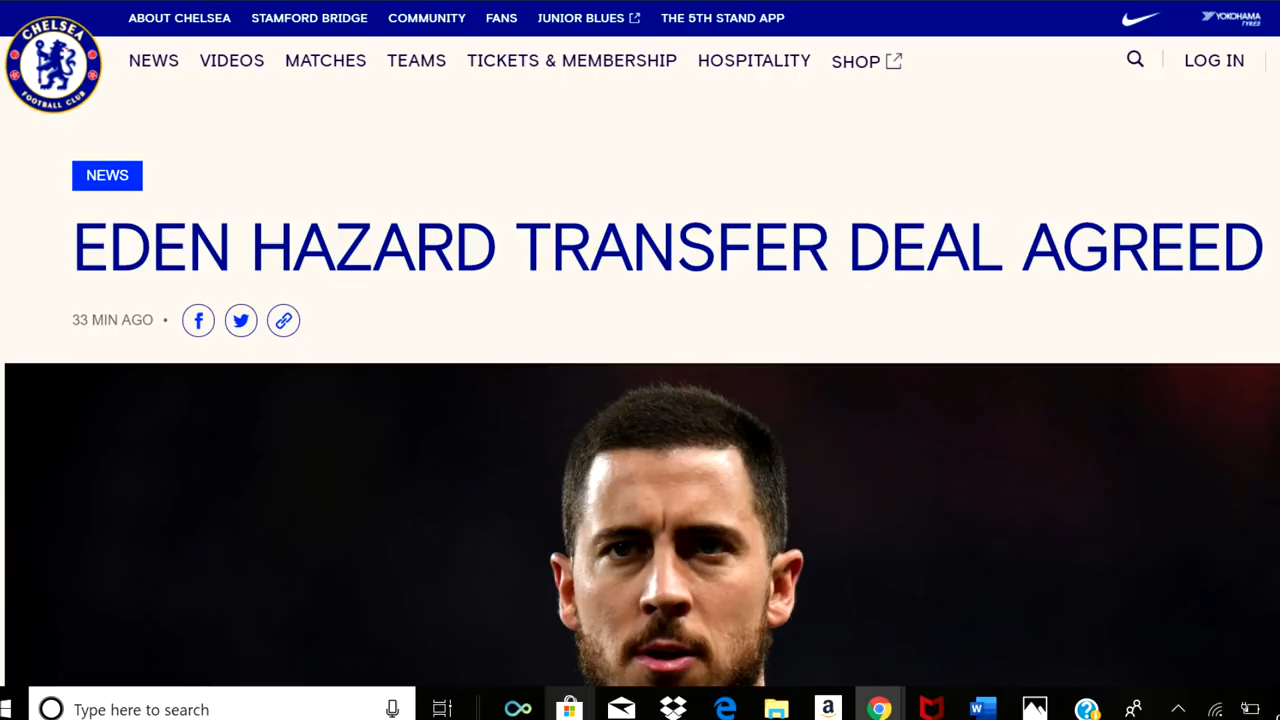 ABOUT CHELSEA STAMFORD BRIDGE COMMUNITY FANS JUNIOR BLUES THE 5TH STAND APP YOKOHAMA TYRES
CHELSEA FOOTBALL CLUB
NEWS VIDEOS MATCHES TEAMS TICKETS & MEMBERSHIP HOSPITALITY SHOP LOG IN
NEWS
EDEN HAZARD TRANSFER DEAL AGREED
33 MIN AGO •
Type here to search